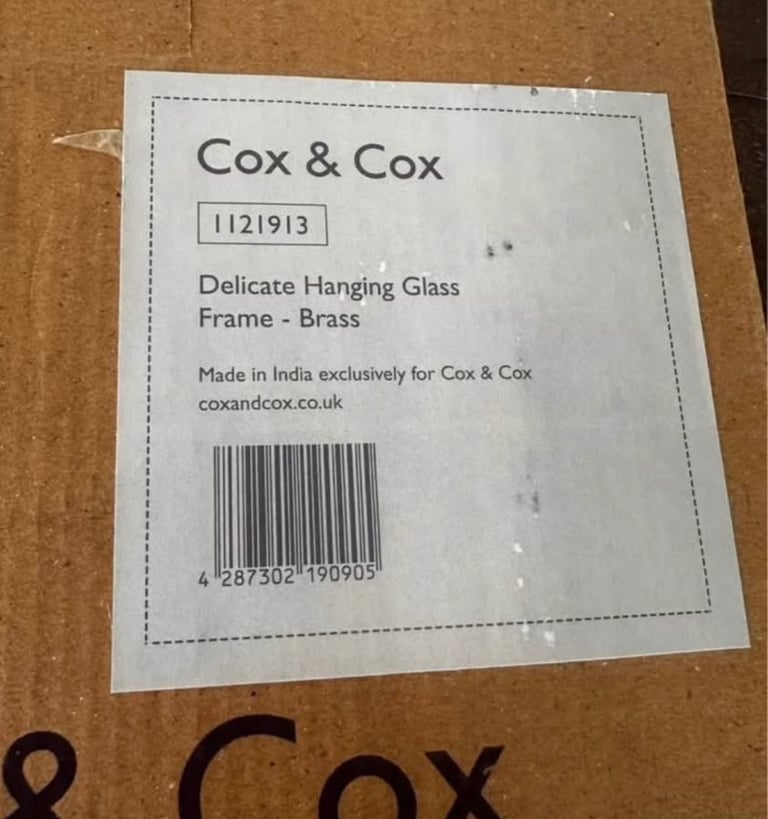 Cox & Cox
1121913
Delicate Hanging Glass
Frame - Brass
Made in India exclusively for Cox & Cox
coxandcox.co.uk
4 287302 190905
& Cox